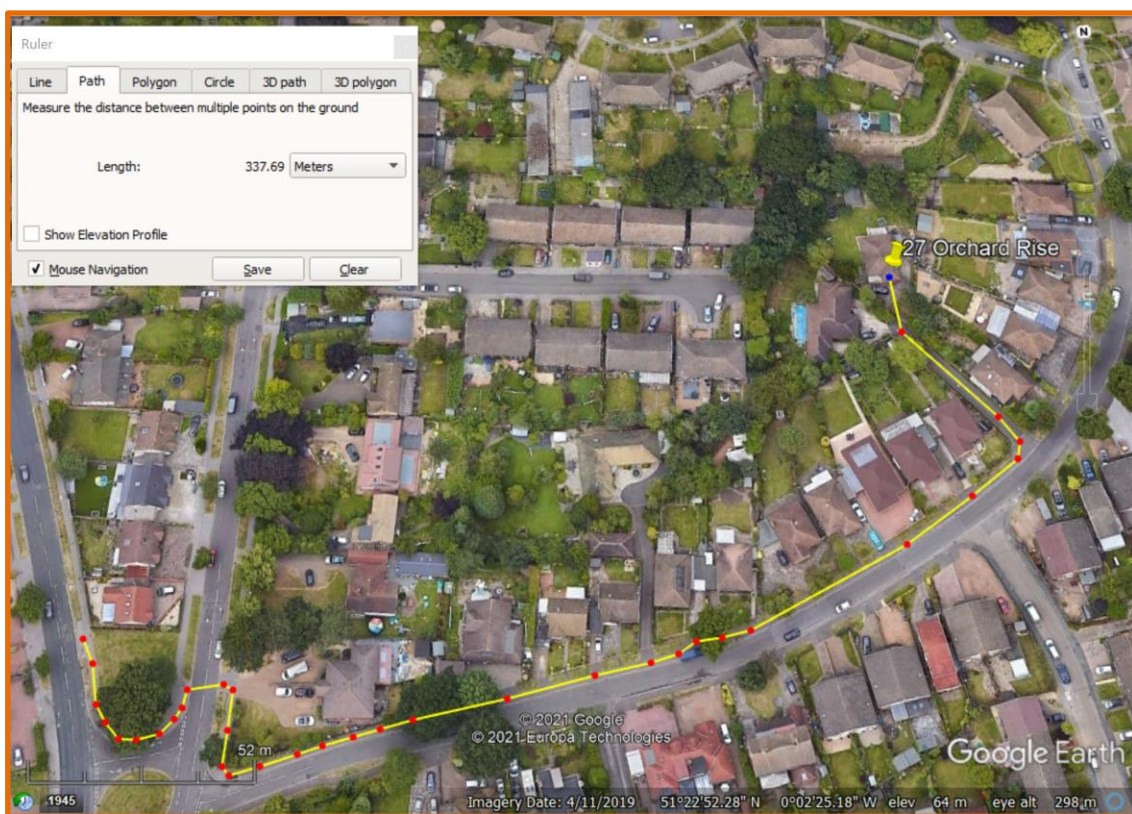 Ruler
Line Path Polygon Circle 3D path 3D polygon
Measure the distance between multiple points on the ground
Length: 337.69 Meters
Show Elevation Profile
Mouse Navigation Save Clear
N
27 Orchard Rise
© 2021 Google
© 2021 Europa Technologies
52 m
Google Earth
1945
Imagery Date: 4/11/2019 51°22'52.28" N 0°02'25.18" W elev 64 m eye alt 298 m